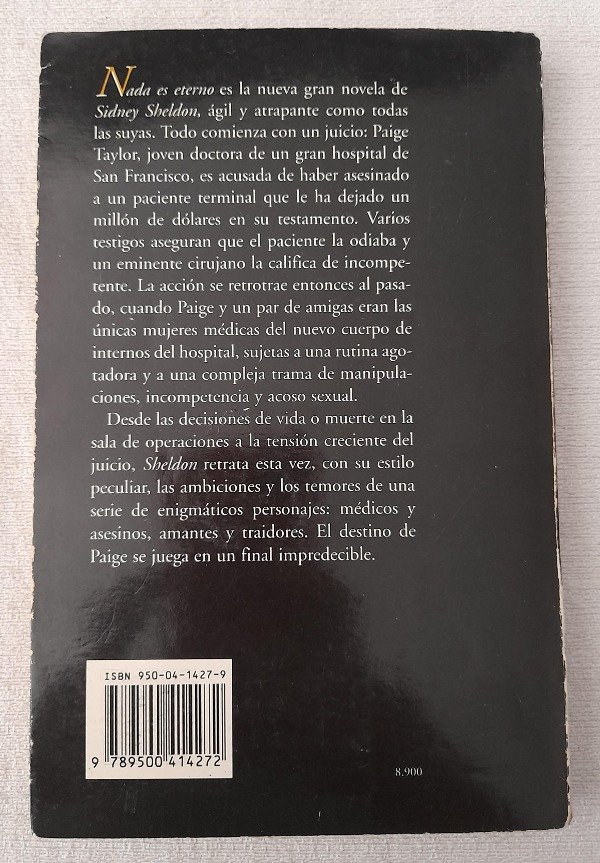 Nada es eterno es la nueva gran novela de
Sidney Sheldon, ágil y atrapante como todas
las suyas. Todo comienza con un juicio: Paige
Taylor, joven doctora de un gran hospital de
San Francisco, es acusada de haber asesinado
a un paciente terminal que le ha dejado un
millón de dólares en su testamento. Varios
testigos aseguran que el paciente la odiaba y
un eminente cirujano la califica de incompe-
tente. La acción se retrotrae entonces al pasa-
do, cuando Paige y un par de amigas eran las
únicas mujeres médicas del nuevo cuerpo de
internos del hospital, sujetas a una rutina ago-
tadora y a una compleja trama de manipula-
ciones, incompetencia y acoso sexual.
Desde las decisiones de vida o muerte en la
sala de operaciones a la tensión creciente del
juicio, Sheldon retrata esta vez, con su estilo
peculiar, las ambiciones y los temores de una
serie de enigmáticos personajes: médicos y
asesinos, amantes y traidores. El destino de
Paige se juega en un final impredecible.
ISBN 950-04-1427-9
9 789500 414272
8.900